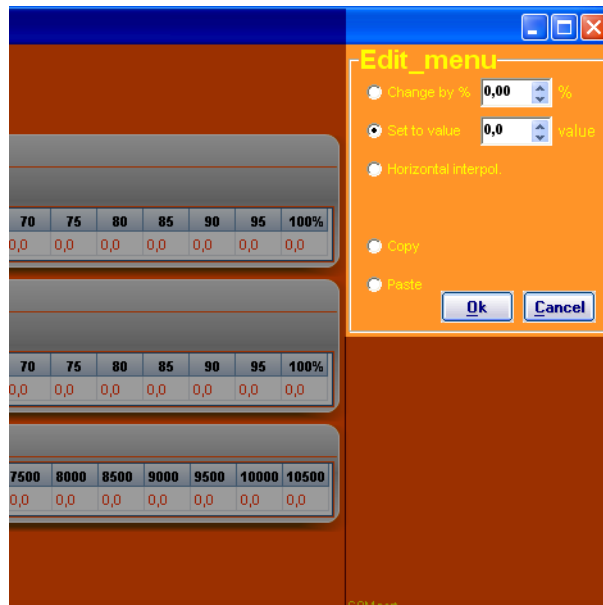 Edit_menu
Change by % 0,00 %
Set to value 0,0 value
Horizontal interpol.
Copy
Paste
Ok Cancel
70 75 80 85 90 95 100%
0,0 0,0 0,0 0,0 0,0 0,0 0,0
70 75 80 85 90 95 100%
0,0 0,0 0,0 0,0 0,0 0,0 0,0
7500 8000 8500 9000 9500 10000 10500
0,0 0,0 0,0 0,0 0,0 0,0 0,0